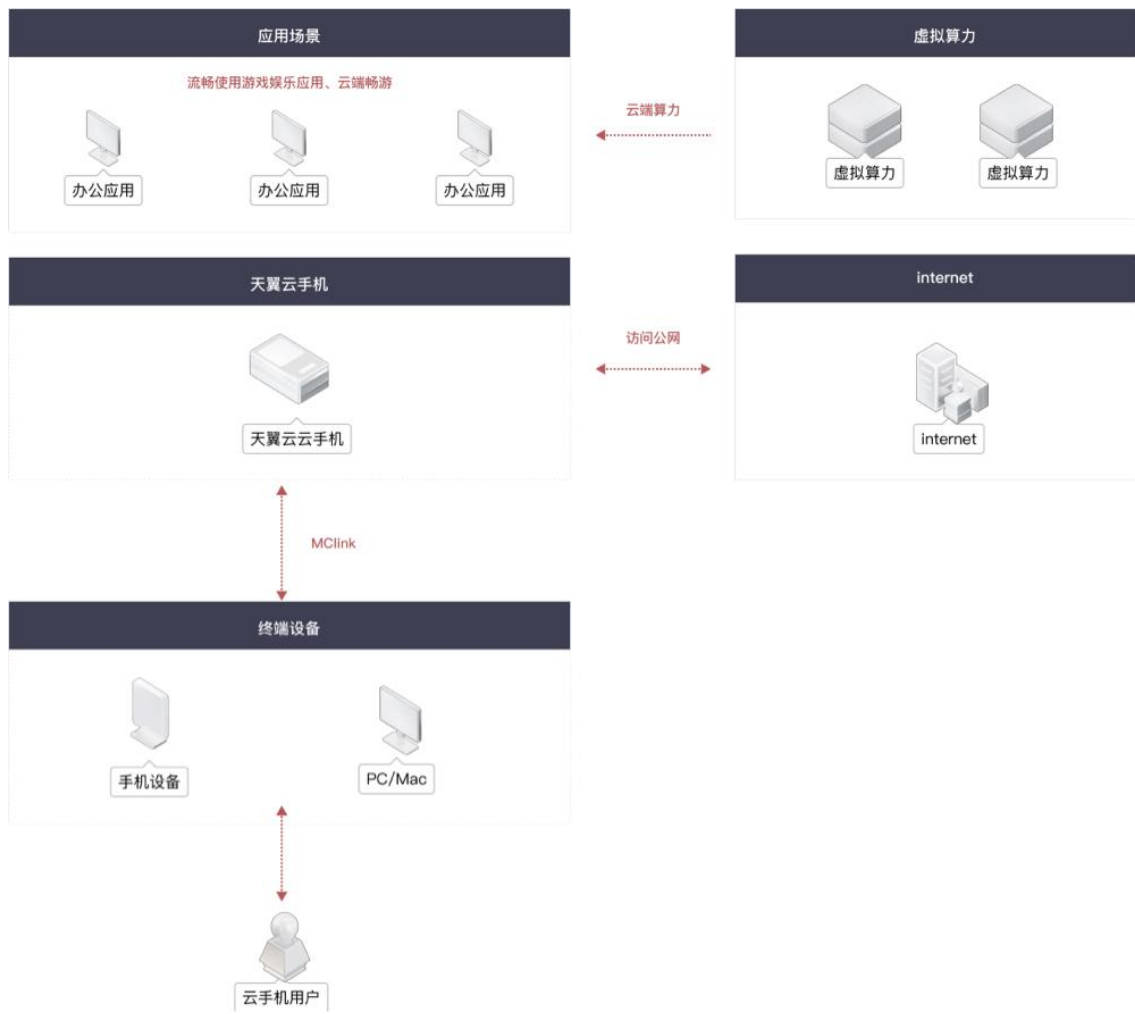 应用场景
流畅使用游戏娱乐应用、云端畅游
办公应用
办公应用
办公应用
云端算力
虚拟算力
虚拟算力
虚拟算力
天翼云手机
天翼云云手机
访问公网
internet
internet
MClink
终端设备
手机设备
PC/Mac
云手机用户